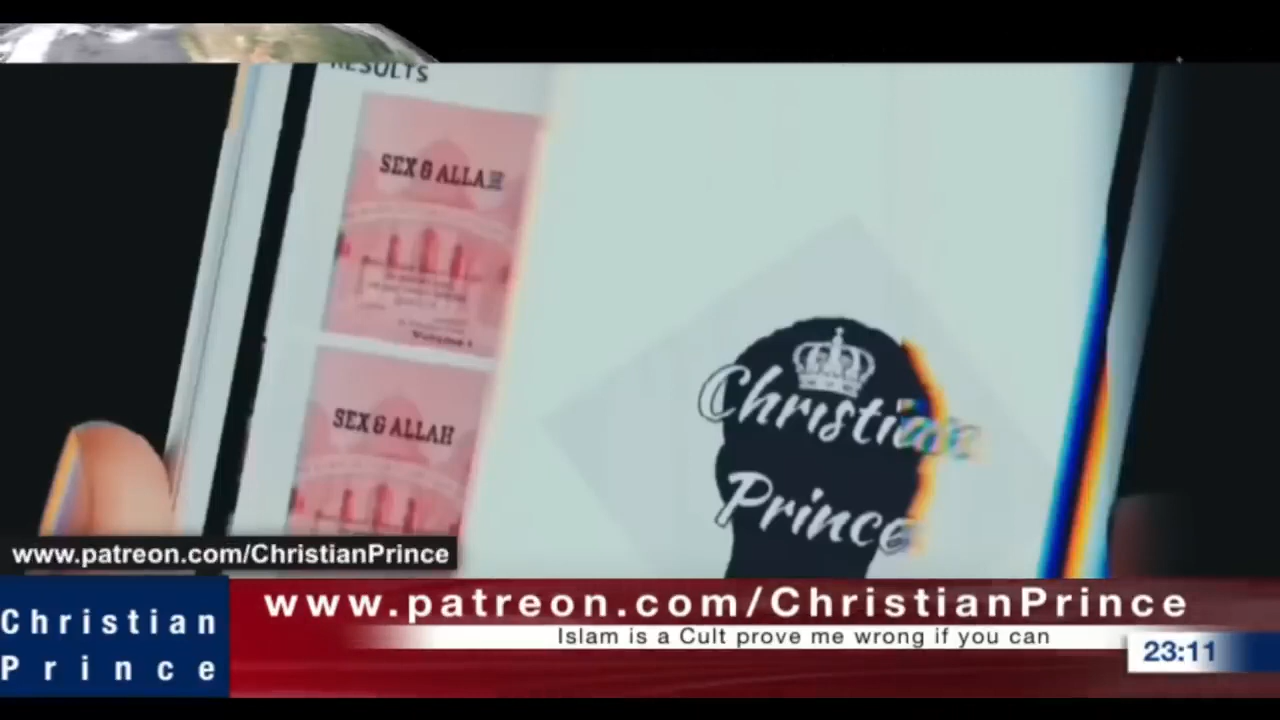 RESULTS
SEX & ALLAH
SEX & ALLAH
Christian
Prince
www.patreon.com/ChristianPrince
Christian
Prince
www.patreon.com/ChristianPrince
Islam is a Cult prove me wrong if you can
23:11